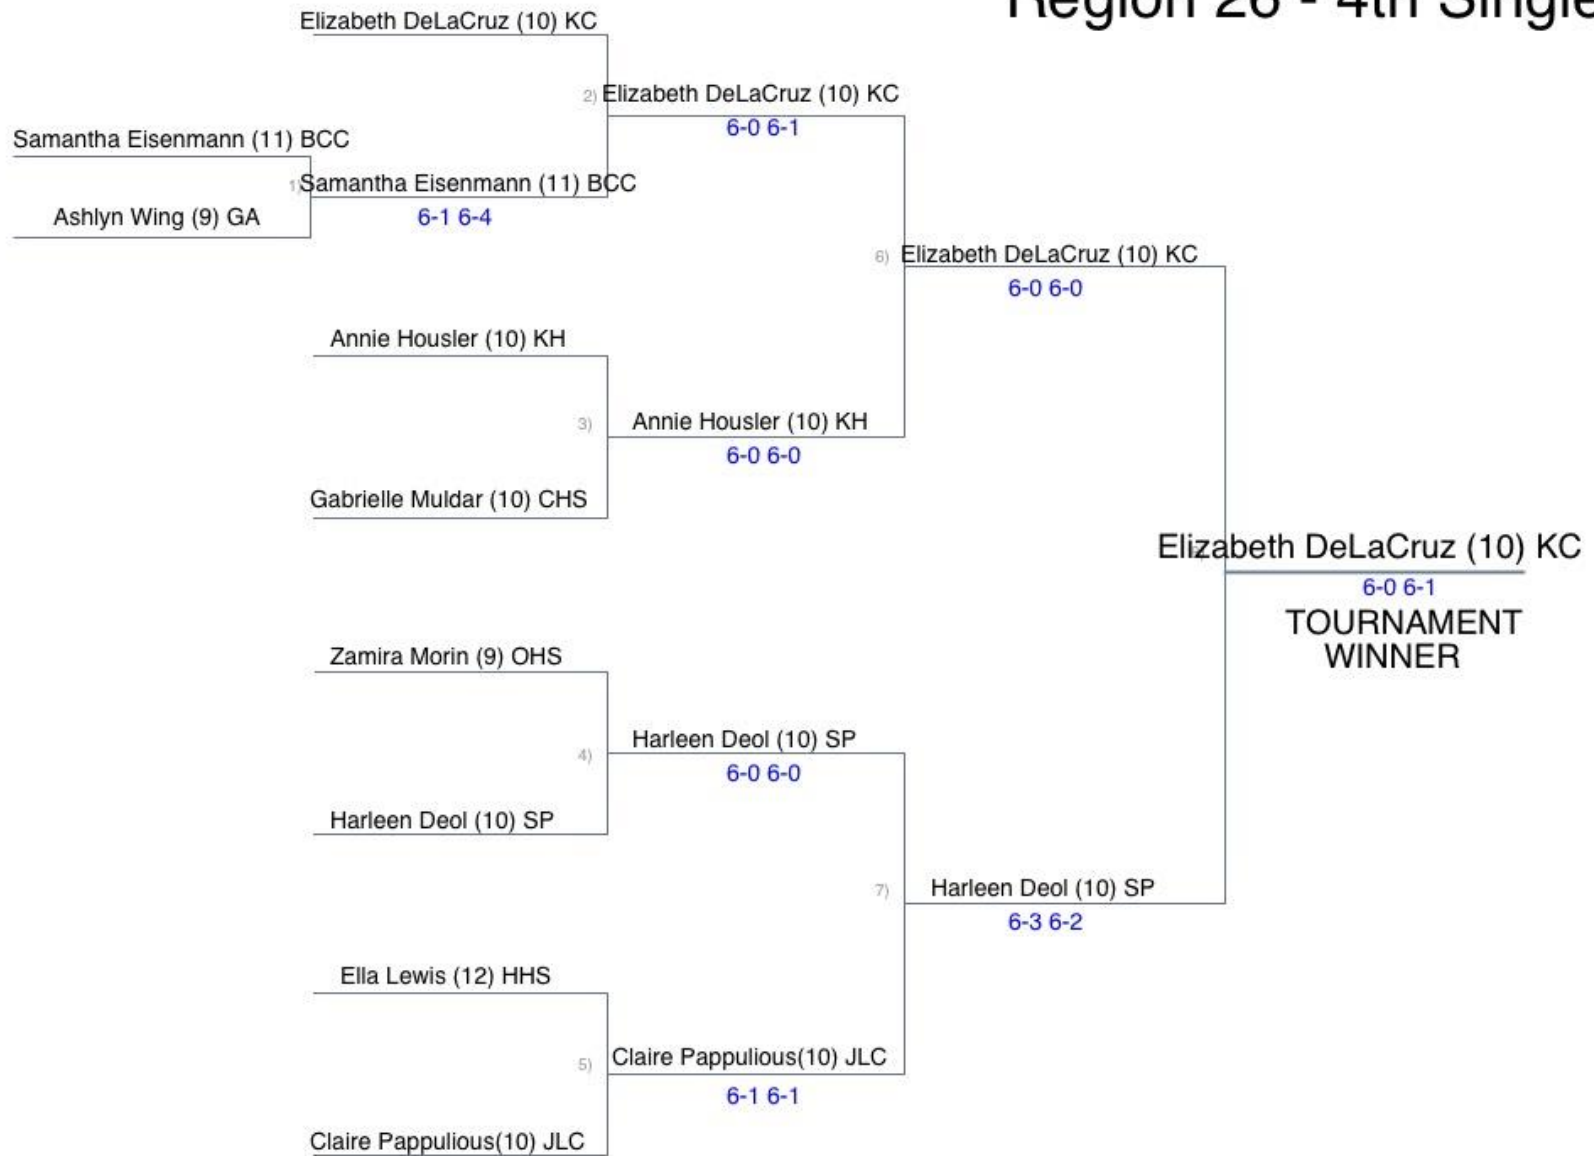 Region 26 - 4th Single
Elizabeth DeLaCruz (10) KC
2) Elizabeth DeLaCruz (10) KC
6-0 6-1
Samantha Eisenmann (11) BCC
1) Samantha Eisenmann (11) BCC
6-1 6-4
Ashlyn Wing (9) GA
6) Elizabeth DeLaCruz (10) KC
6-0 6-0
Annie Housler (10) KH
3) Annie Housler (10) KH
6-0 6-0
Gabrielle Muldar (10) CHS
Elizabeth DeLaCruz (10) KC
6-0 6-1
TOURNAMENT
WINNER
Zamira Morin (9) OHS
4) Harleen Deol (10) SP
6-0 6-0
Harleen Deol (10) SP
7) Harleen Deol (10) SP
6-3 6-2
Ella Lewis (12) HHS
5) Claire Pappulious(10) JLC
6-1 6-1
Claire Pappulious(10) JLC